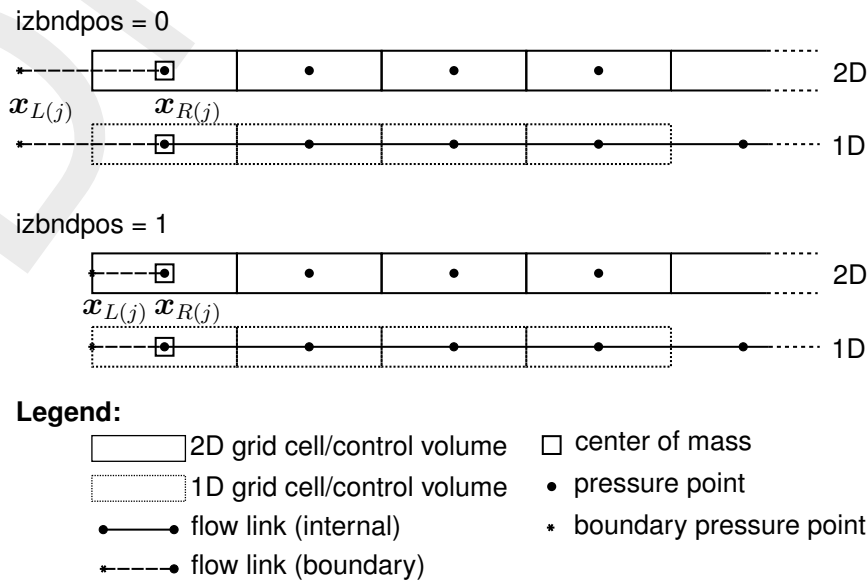 izbndpos = 0
2D
x_{L(j)} x_{R(j)}
1D
izbndpos = 1
2D
x_{L(j)} x_{R(j)}
1D
Legend:
2D grid cell/control volume
center of mass
1D grid cell/control volume
pressure point
flow link (internal)
boundary pressure point
flow link (boundary)